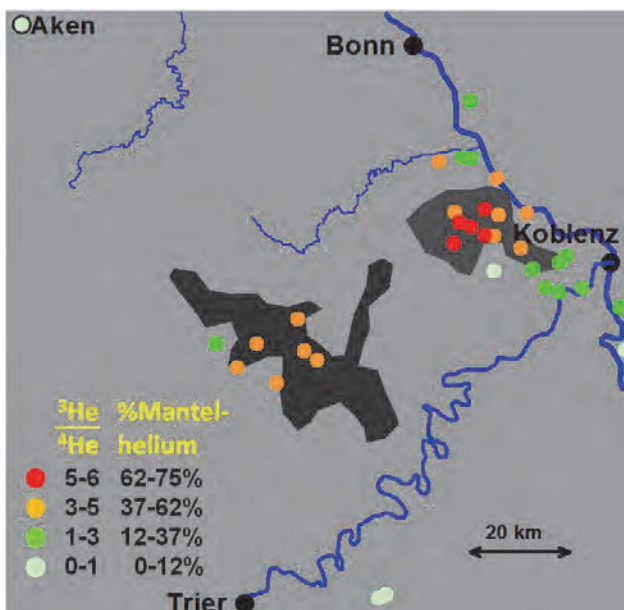 Aken
Bonn
Koblenz
³He %Mantel-
⁴He helium
5-6 62-75%
3-5 37-62%
1-3 12-37%
0-1 0-12%
20 km
Trier